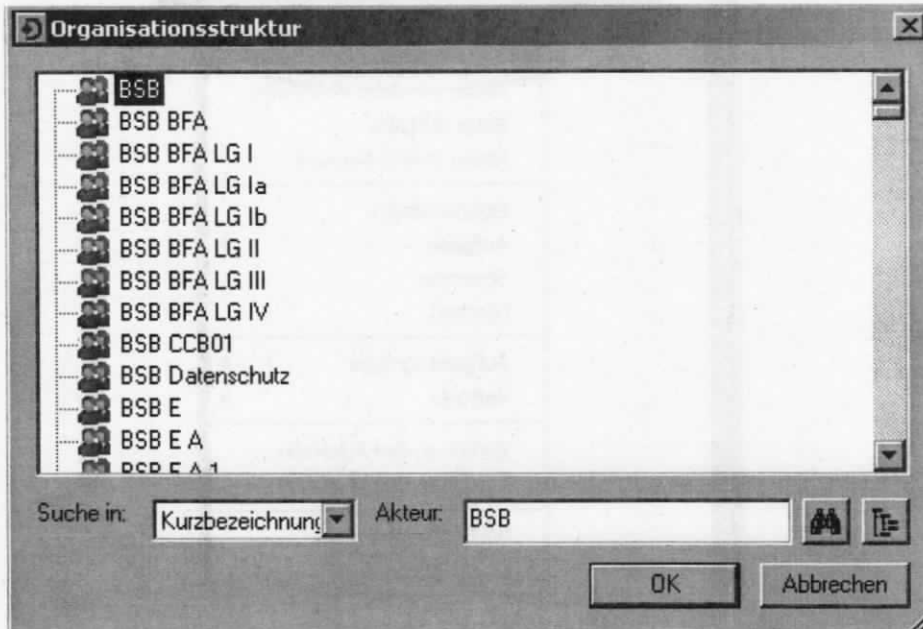 Organisationsstruktur
BSB
BSB BFA
BSB BFA LG I
BSB BFA LG Ia
BSB BFA LG Ib
BSB BFA LG II
BSB BFA LG III
BSB BFA LG IV
BSB CCB01
BSB Datenschutz
BSB E
BSB E A
BSB E A 1
Suche in: Kurzbezeichnung Akteur: BSB
OK Abbrechen